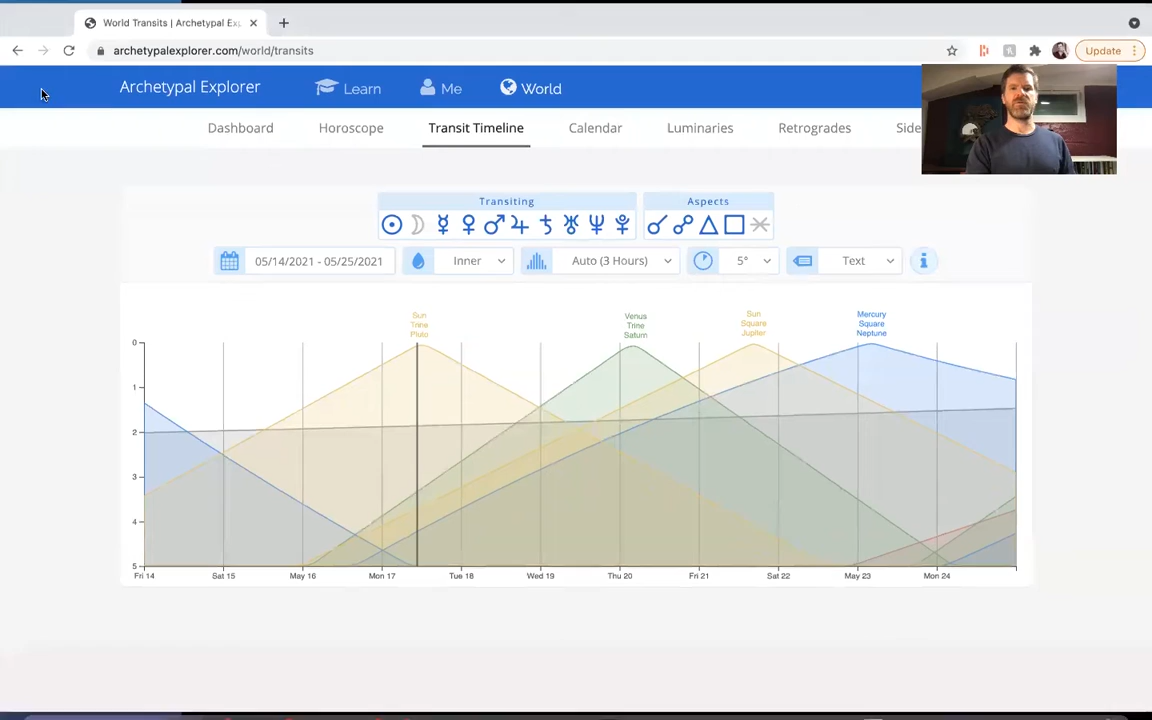 World Transits | Archetypal Ex
archetypalexplorer.com/world/transits
Update
Archetypal Explorer
Learn
Me
World
Dashboard
Horoscope
Transit Timeline
Calendar
Luminaries
Retrogrades
Side
Transiting
Aspects
05/14/2021 - 05/25/2021
Inner
Auto (3 Hours)
5°
Text
Sun
Trine
Pluto
Venus
Trine
Saturn
Sun
Square
Jupiter
Mercury
Square
Neptune
0
1
2
3
4
5
Fri 14
Sat 15
May 16
Mon 17
Tue 18
Wed 19
Thu 20
Fri 21
Sat 22
May 23
Mon 24